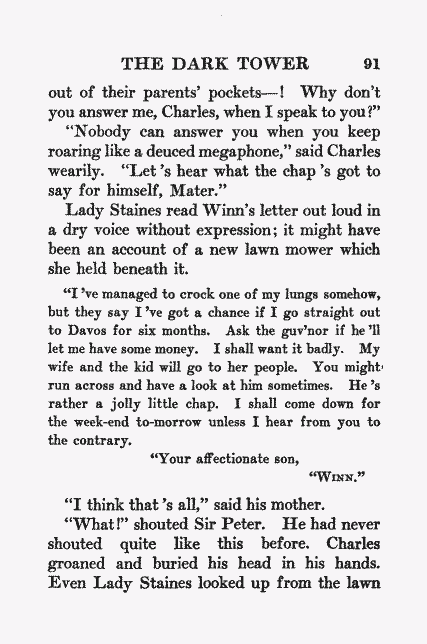 THE DARK TOWER 91
out of their parents' pockets—! Why don't
you answer me, Charles, when I speak to you?"
"Nobody can answer you when you keep
roaring like a deuced megaphone," said Charles
wearily. "Let 's hear what the chap 's got to
say for himself, Mater."
Lady Staines read Winn's letter out loud in
a dry voice without expression; it might have
been an account of a new lawn mower which
she held beneath it.
"I 've managed to crock one of my lungs somehow,
but they say I 've got a chance if I go straight out
to Davos for six months. Ask the guv'nor if he 'll
let me have some money. I shall want it badly. My
wife and the kid will go to her people. You might
run across and have a look at him sometimes. He 's
rather a jolly little chap. I shall come down for
the week-end to-morrow unless I hear from you to
the contrary.
"Your affectionate son,
"WINN."
"I think that 's all," said his mother.
"What!" shouted Sir Peter. He had never
shouted quite like this before. Charles
groaned and buried his head in his hands.
Even Lady Staines looked up from the lawn